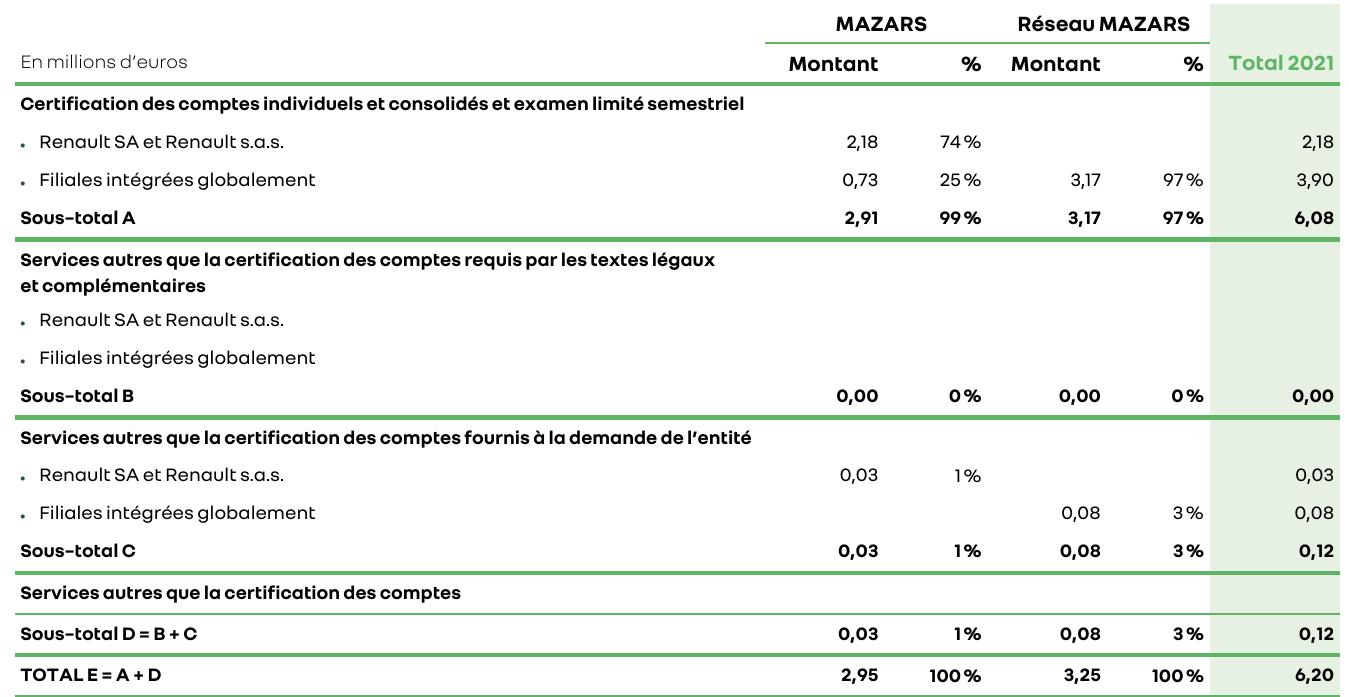 MAZARS Réseau MAZARS
En millions d'euros Montant % Montant % Total 2021
Certification des comptes individuels et consolidés et examen limité semestriel
• Renault SA et Renault s.a.s. 2,18 74 % 2,18
• Filiales intégrées globalement 0,73 25 % 3,17 97 % 3,90
Sous-total A 2,91 99 % 3,17 97 % 6,08
Services autres que la certification des comptes requis par les textes légaux
et complémentaires
• Renault SA et Renault s.a.s.
• Filiales intégrées globalement
Sous-total B 0,00 0 % 0,00 0 % 0,00
Services autres que la certification des comptes fournis à la demande de l'entité
• Renault SA et Renault s.a.s. 0,03 1 % 0,03
• Filiales intégrées globalement 0,08 3 % 0,08
Sous-total C 0,03 1 % 0,08 3 % 0,12
Services autres que la certification des comptes
Sous-total D = B + C 0,03 1 % 0,08 3 % 0,12
TOTAL E = A + D 2,95 100 % 3,25 100 % 6,20